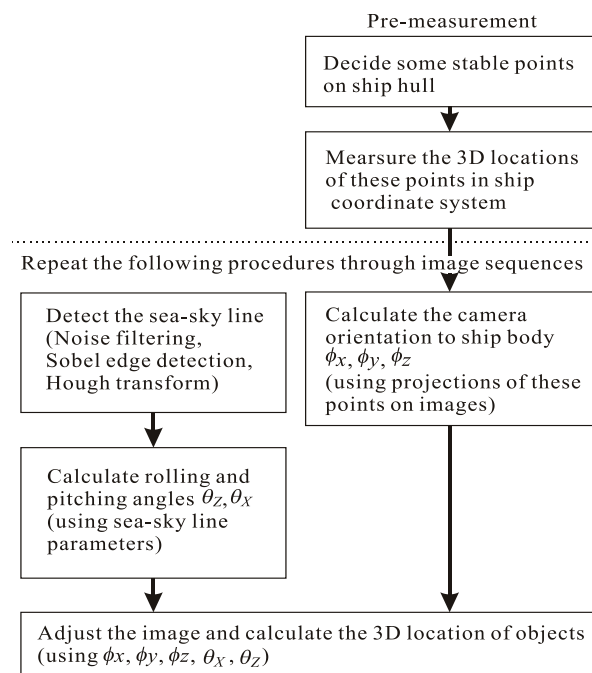 Pre-measurement
Decide some stable points
on ship hull
Mearsure the 3D locations
of these points in ship
coordinate system
Repeat the following procedures through image sequences
Detect the sea-sky line
(Noise filtering,
Sobel edge detection,
Hough transform)
Calculate rolling and
pitching angles θZ,θX
(using sea-sky line
parameters)
Calculate the camera
orientation to ship body
ϕx, ϕy, ϕz
(using projections of these
points on images)
Adjust the image and calculate the 3D location of objects
(using ϕx, ϕy, ϕz, θX, θZ)